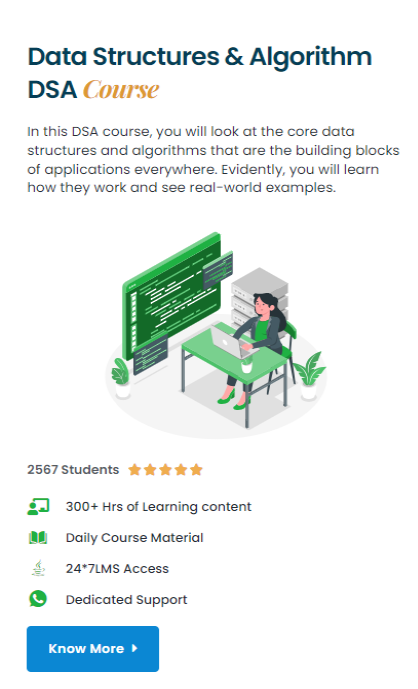 Data Structures & Algorithm
DSA Course
In this DSA course, you will look at the core data
structures and algorithms that are the building blocks
of applications everywhere. Evidently, you will learn
how they work and see real-world examples.
2567 Students
300+ Hrs of Learning content
Daily Course Material
24*7LMS Access
Dedicated Support
Know More